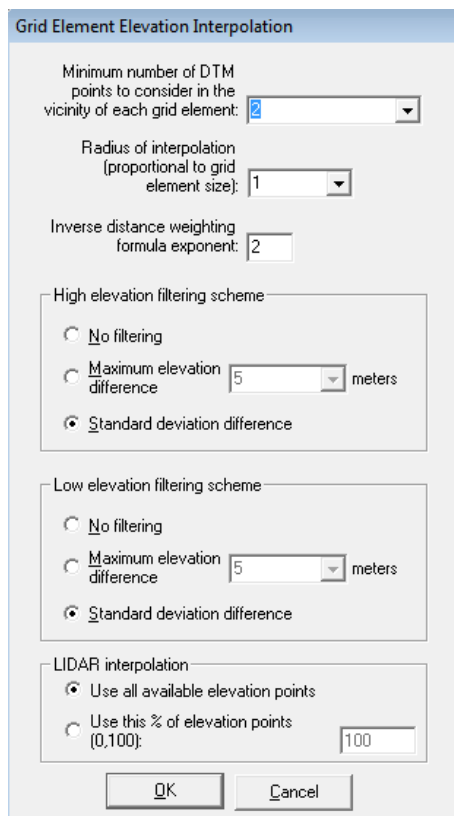 Grid Element Elevation Interpolation
Minimum number of DTM
points to consider in the
vicinity of each grid element: 2
Radius of interpolation
(proportional to grid
element size): 1
Inverse distance weighting
formula exponent: 2
High elevation filtering scheme
No filtering
Maximum elevation
difference 5 meters
Standard deviation difference
Low elevation filtering scheme
No filtering
Maximum elevation
difference 5 meters
Standard deviation difference
LIDAR interpolation
Use all available elevation points
Use this % of elevation points
(0,100): 100
OK Cancel